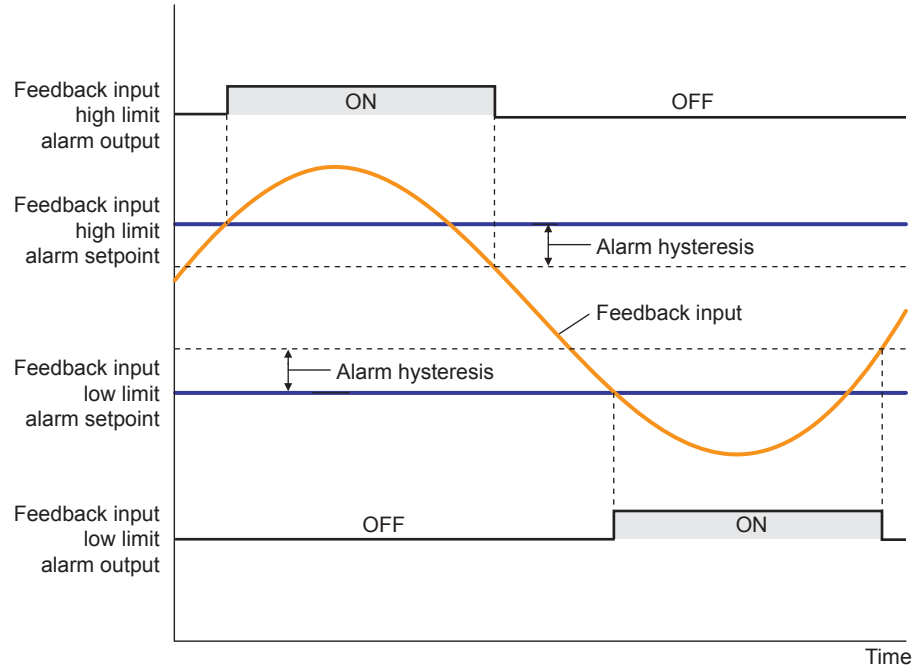 Feedback input
high limit
alarm output
ON
OFF
Feedback input
high limit
alarm setpoint
Alarm hysteresis
Feedback input
Feedback input
low limit
alarm setpoint
Alarm hysteresis
Feedback input
low limit
alarm output
OFF
ON
Time